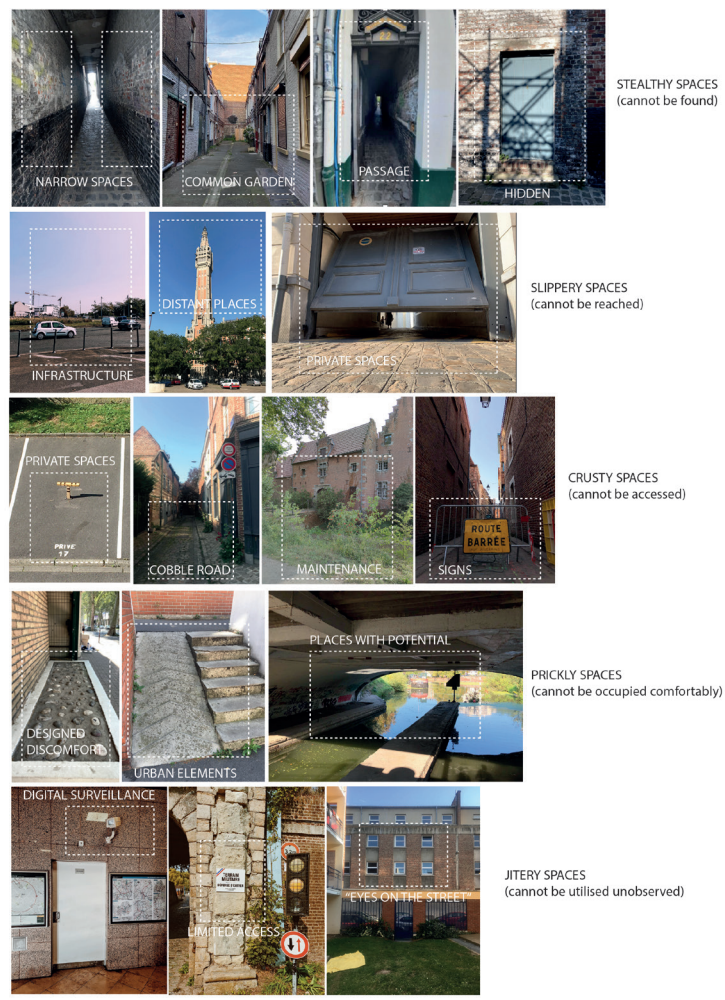 NARROW SPACES
COMMON GARDEN
22
PASSAGE
HIDDEN
STEALTHY SPACES
(cannot be found)
INFRASTRUCTURE
DISTANT PLACES
PRIVATE SPACES
SLIPPERY SPACES
(cannot be reached)
PRIVATE SPACES
PRIVE
17
COBBLE ROAD
MAINTENANCE
ROUTE
BARRÉE
SIGNS
CRUSTY SPACES
(cannot be accessed)
DESIGNED
DISCOMFORT
URBAN ELEMENTS
PLACES WITH POTENTIAL
PRICKLY SPACES
(cannot be occupied comfortably)
DIGITAL SURVEILLANCE
TERRAIN
MILITAIRE
LIMITED ACCESS
"EYES ON THE STREET"
JITERY SPACES
(cannot be utilised unobserved)